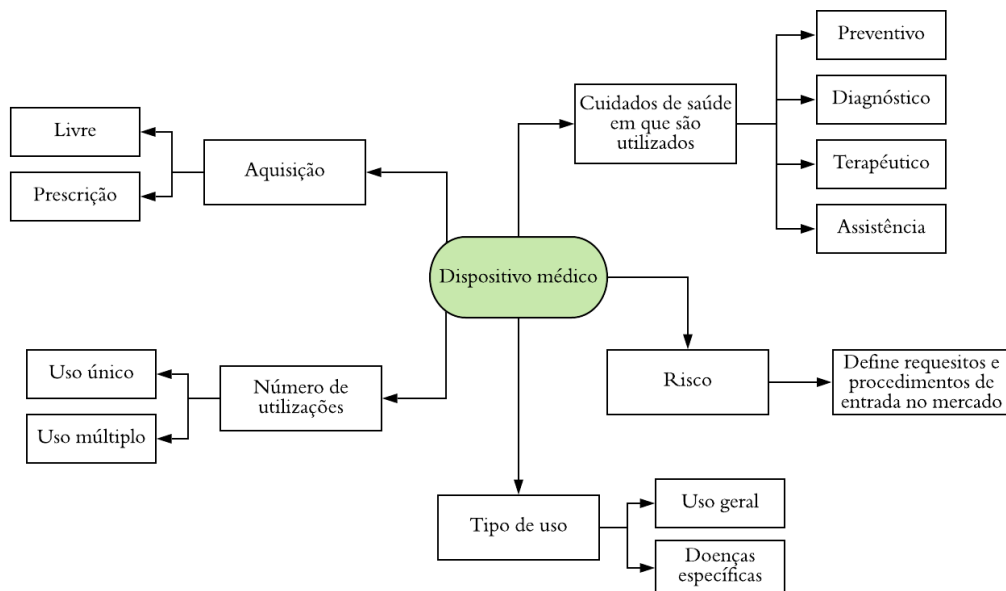 Preventivo
Cuidados de saúde
em que são
utilizados
Diagnóstico
Livre
Terapéutico
Aquisição
Prescrição
Assistência
Dispositivo médico
Uso único
Número de
utilizações
Risco
Define requesitos e
procedimentos de
entrada no mercado
Uso múltiplo
Uso geral
Tipo de uso
Doenças
específicas